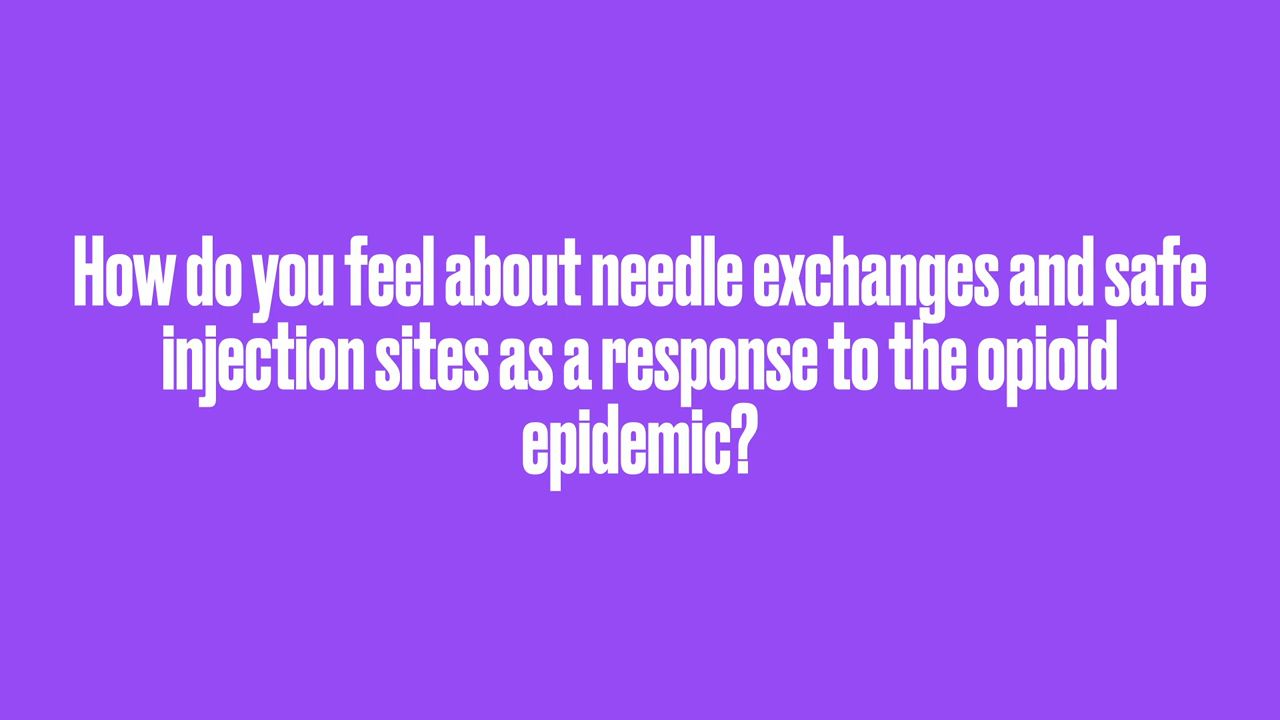 How do you feel about needle exchanges and safe
injection sites as a response to the opioid
epidemic?